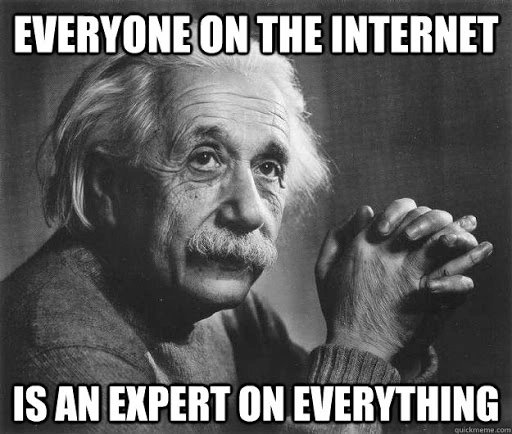 EVERYONE ON THE INTERNET
IS AN EXPERT ON EVERYTHING
quickmeme.com